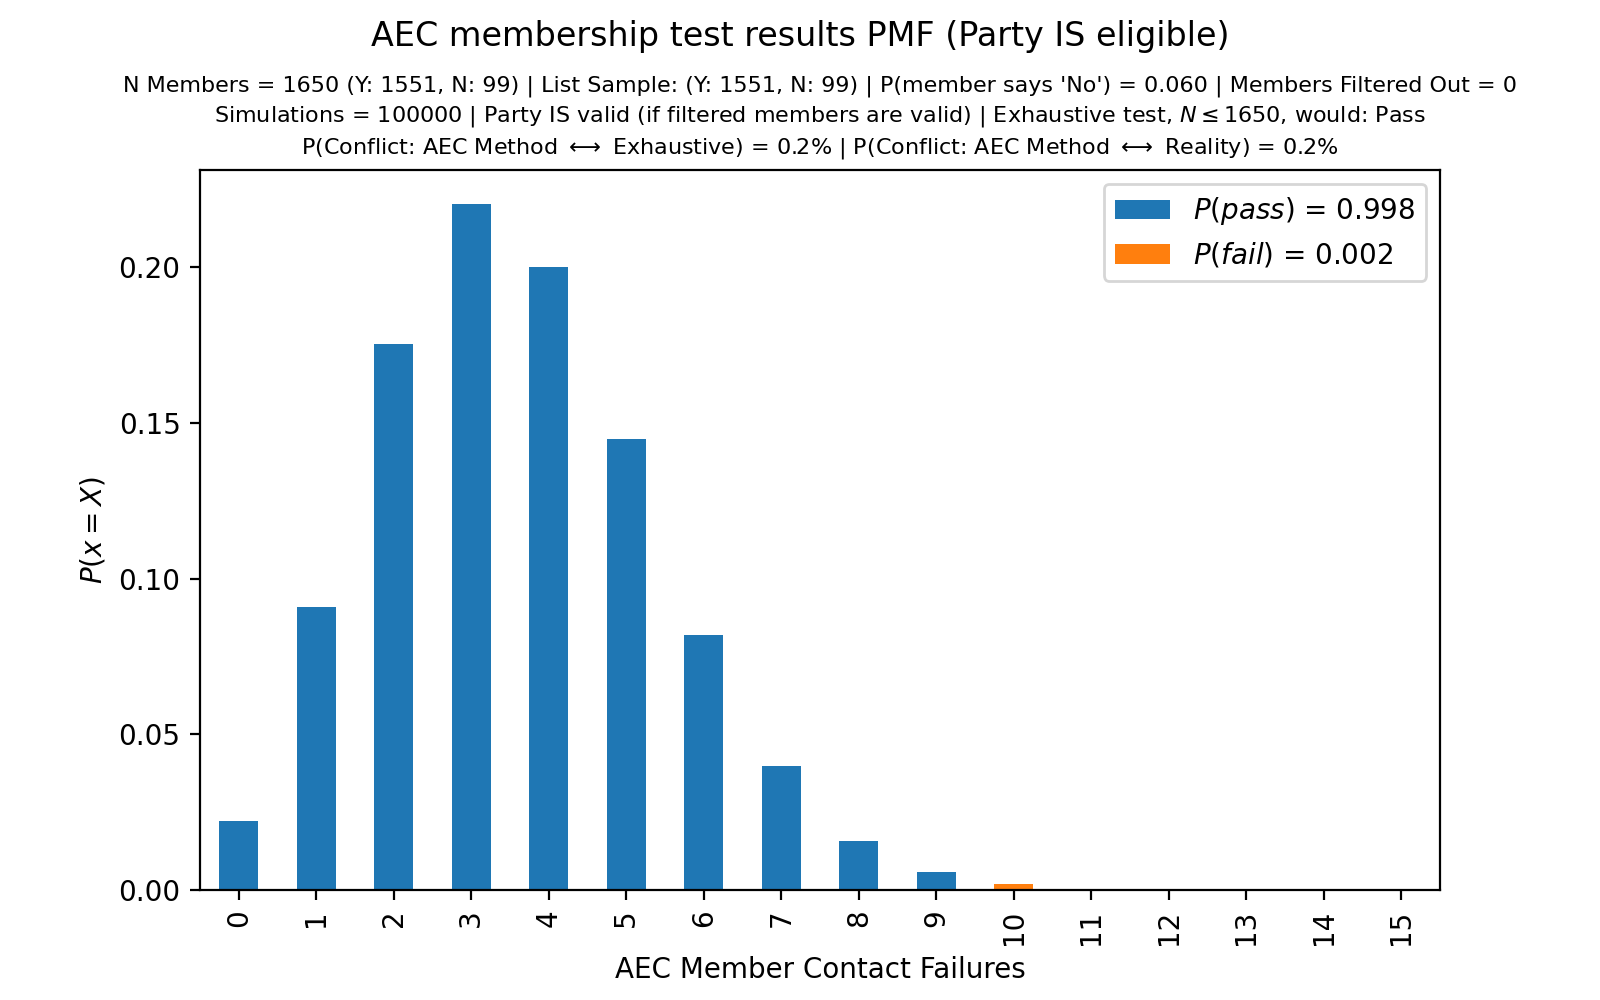 AEC membership test results PMF (Party IS eligible)
N Members = 1650 (Y: 1551, N: 99) | List Sample: (Y: 1551, N: 99) | P(member says 'No') = 0.060 | Members Filtered Out = 0
Simulations = 100000 | Party IS valid (if filtered members are valid) | Exhaustive test, N ≤ 1650, would: Pass
P(Conflict: AEC Method ⟷ Exhaustive) = 0.2% | P(Conflict: AEC Method ⟷ Reality) = 0.2%
P(pass) = 0.998
P(fail) = 0.002
0.20
0.15
0.10
0.05
0.00
P(x = X)
0 1 2 3 4 5 6 7 8 9 10 11 12 13 14 15
AEC Member Contact Failures